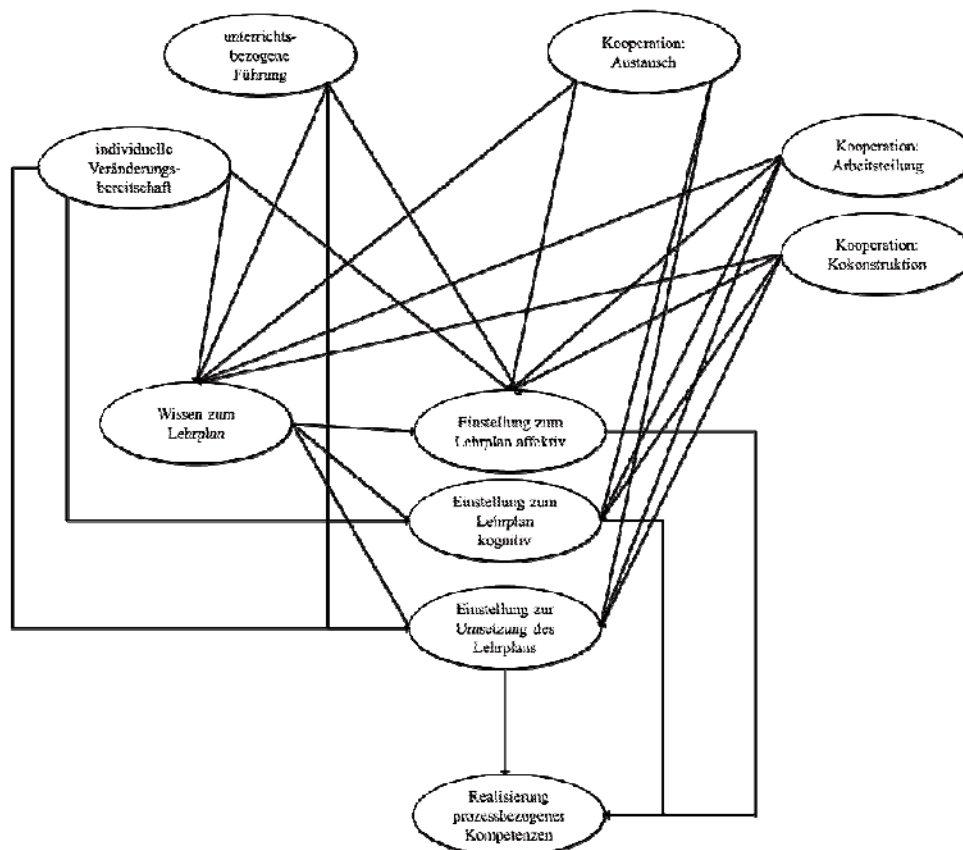 unterrichts-
bezogene
Führung
Kooperation:
Austausch
individuelle
Veränderungs-
bereitschaft
Kooperation:
Arbeitsteilung
Kooperation:
Kokonstruktion
Wissen zum
Lehrplan
Einstellung zum
Lehrplan affektiv
Einstellung zum
Lehrplan
kognitiv
Einstellung zur
Umsetzung des
Lehrplans
Realisierung
prozessbezogener
Kompetenzen